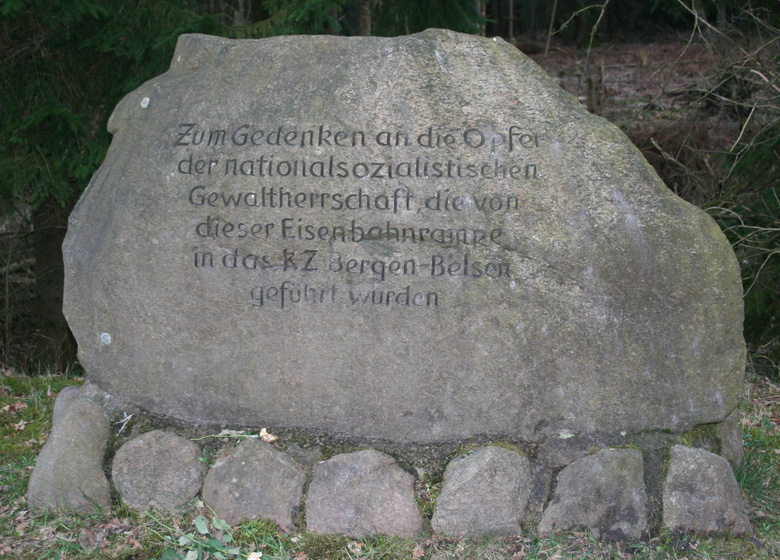 Zum Gedenken an die Opfer
der nationalsozialistischen
Gewaltherrschaft, die von
dieser Eisenbahnrampe
in das KZ Bergen-Belsen
geführt wurden